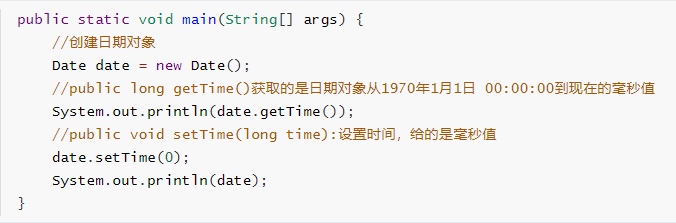 public static void main(String[] args) {
//创建日期对象
Date date = new Date();
//public long getTime()获取的是日期对象从1970年1月1日 00:00:00到现在的毫秒值
System.out.println(date.getTime());
//public void setTime(long time):设置时间，给的是毫秒值
date.setTime(0);
System.out.println(date);
}